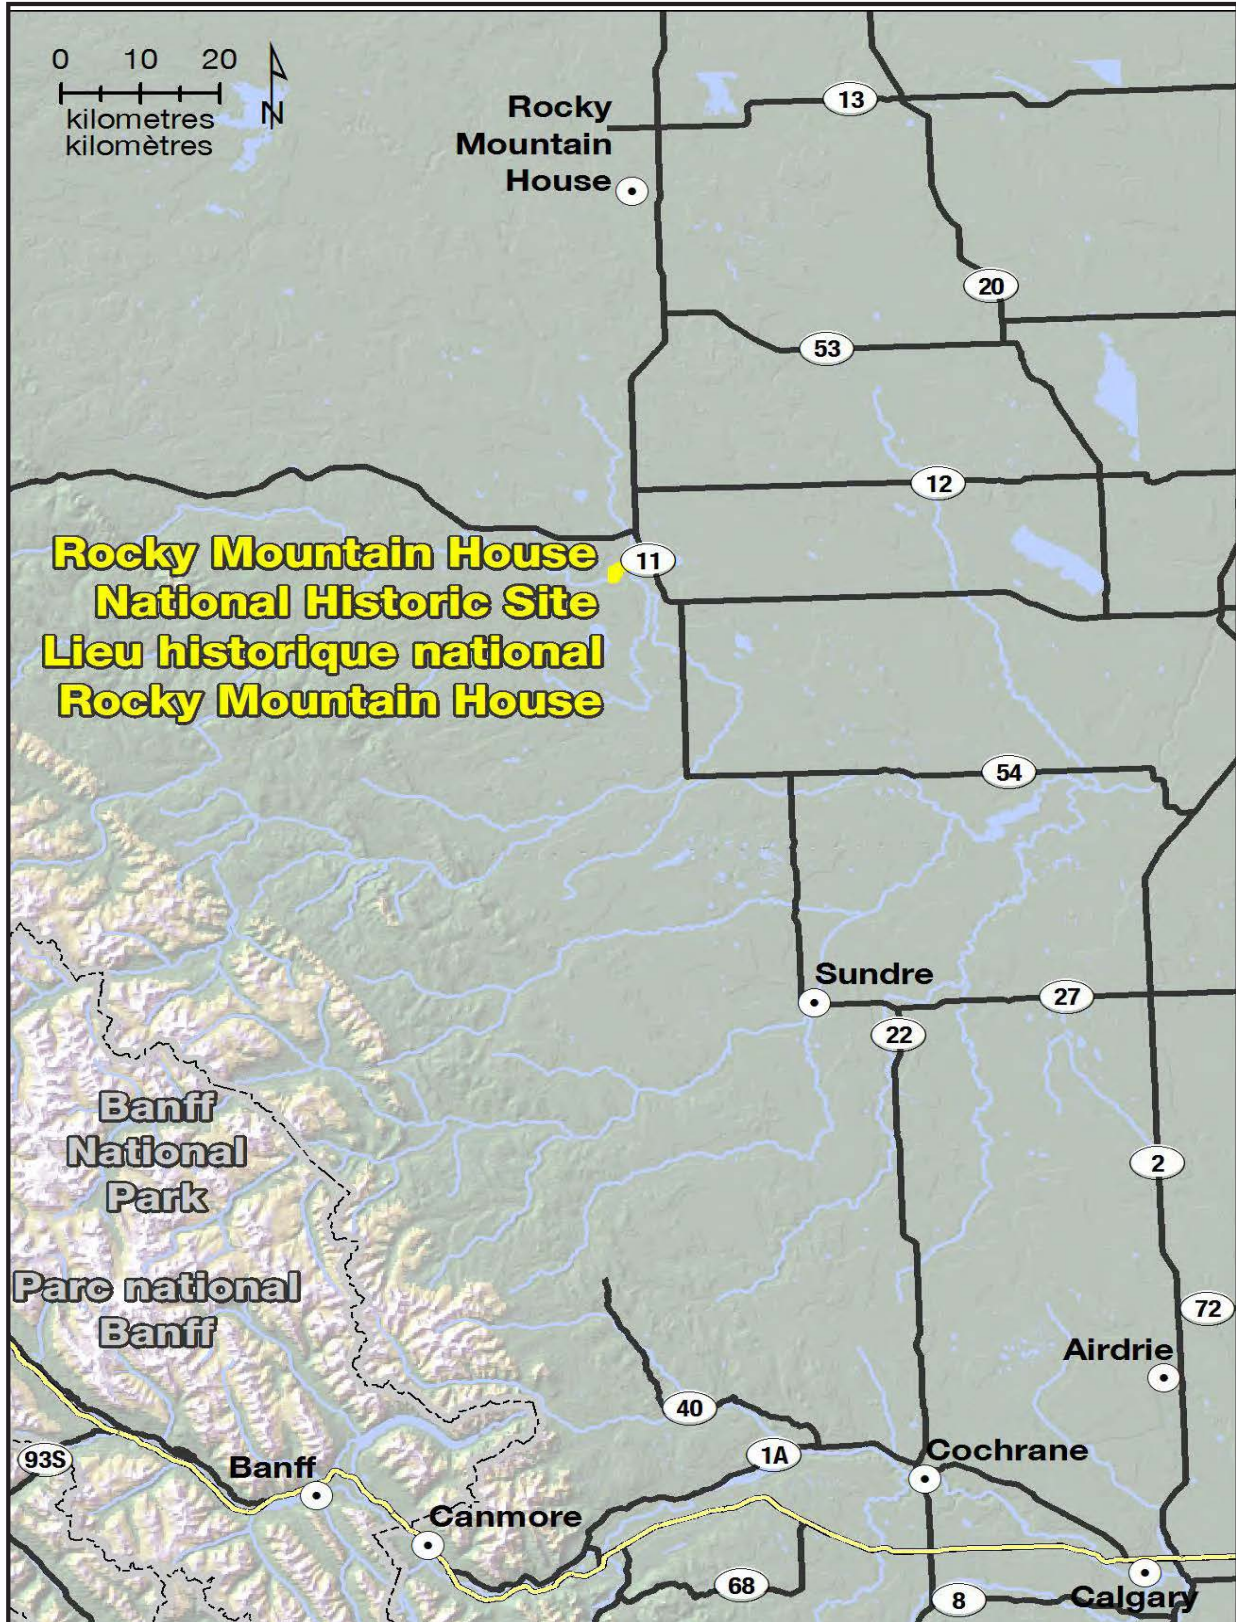 0 10 20
kilometres
kilomètres
N
Rocky
Mountain
House
13
20
53
12
11
Rocky Mountain House
National Historic Site
Lieu historique national
Rocky Mountain House
54
Sundre
27
22
Banff
National
Park
2
Parc national
Banff
72
Airdrie
40
1A
Cochrane
93S
Banff
Canmore
68
8
Calgary